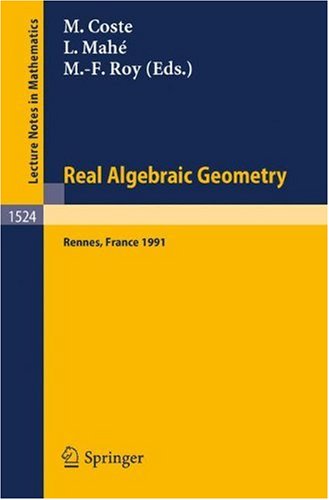 M. Coste
L. Mahé
M.-F. Roy (Eds.)
Lecture Notes in Mathematics
Real Algebraic Geometry
1524
Rennes, France 1991
Springer